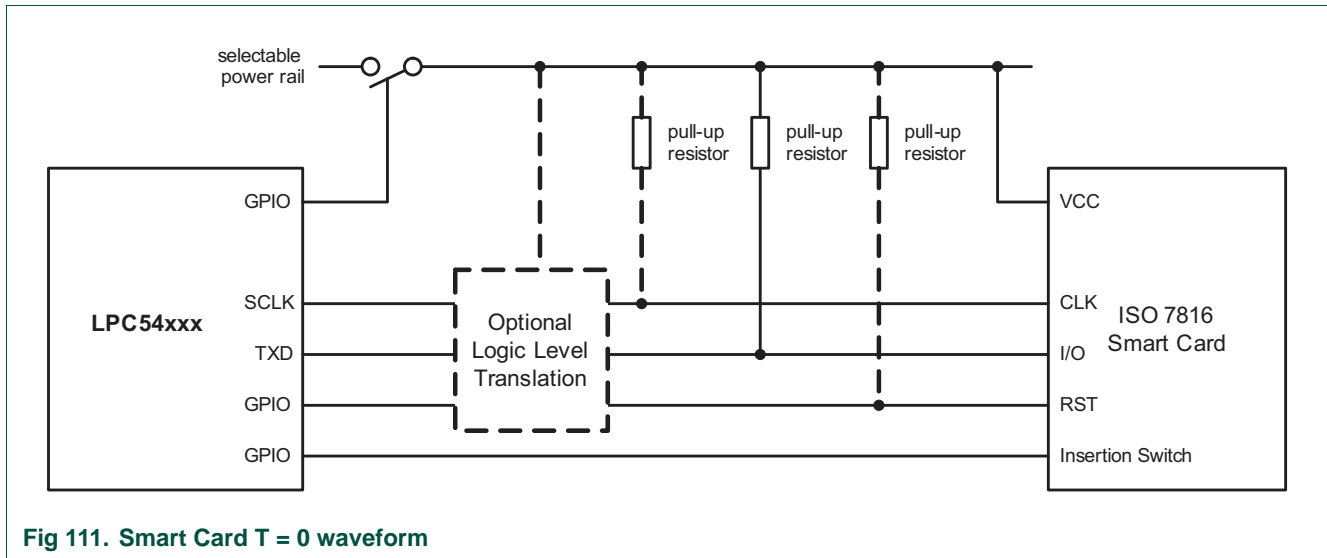 selectable
power rail
pull-up
resistor
pull-up
resistor
pull-up
resistor
GPIO
VCC
SCLK
CLK
LPC54xxx
Optional
Logic Level
Translation
ISO 7816
Smart Card
TXD
I/O
GPIO
RST
GPIO
Insertion Switch
Fig 111. Smart Card T = 0 waveform